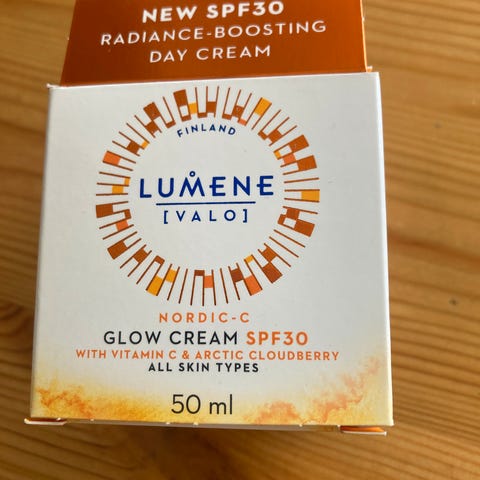 NEW SPF30
RADIANCE-BOOSTING
DAY CREAM
FINLAND
LUMENE
[VALO]
NORDIC-C
GLOW CREAM SPF30
WITH VITAMIN C & ARCTIC CLOUDBERRY
ALL SKIN TYPES
50 ml